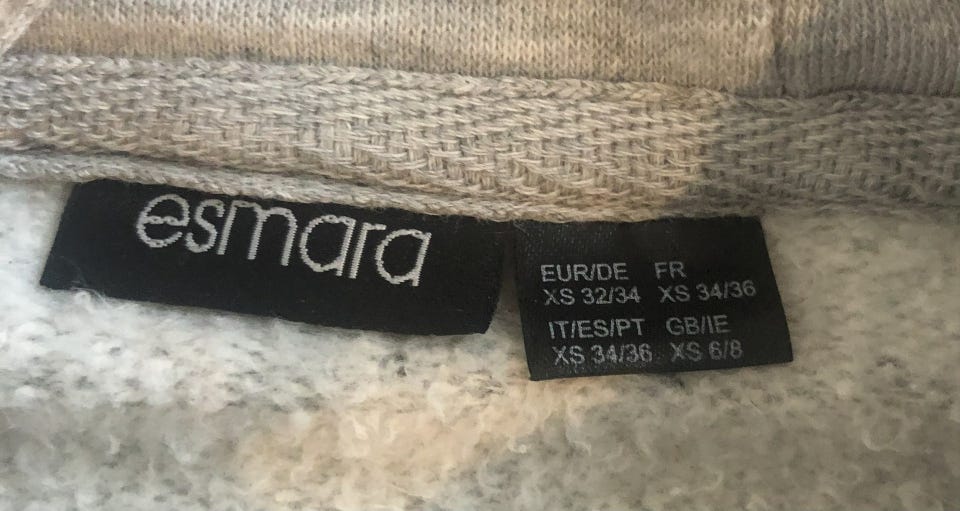 esmara
EUR/DE FR
XS 32/34 XS 34/36
IT/ES/PT GB/IE
XS 34/36 XS 6/8